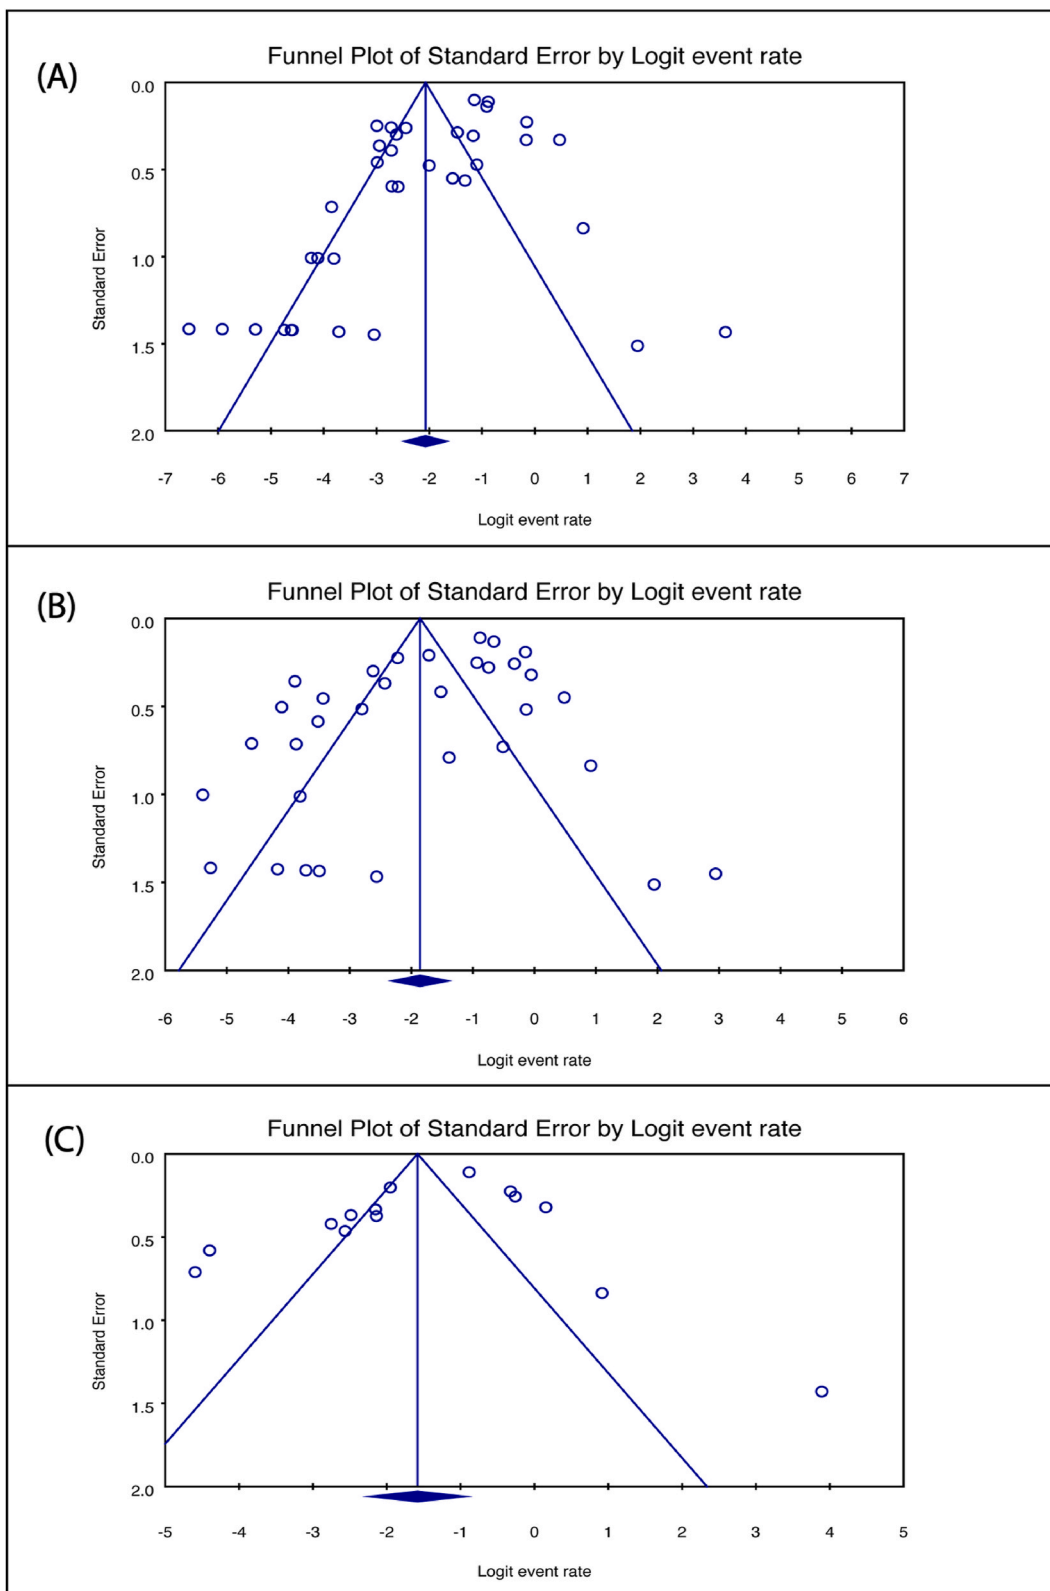 (A)
Funnel Plot of Standard Error by Logit event rate
0.0
0.5
1.0
1.5
2.0
Standard Error
-7 -6 -5 -4 -3 -2 -1 0 1 2 3 4 5 6 7
Logit event rate
(B)
Funnel Plot of Standard Error by Logit event rate
0.0
0.5
1.0
1.5
2.0
Standard Error
-6 -5 -4 -3 -2 -1 0 1 2 3 4 5 6
Logit event rate
(C)
Funnel Plot of Standard Error by Logit event rate
0.0
0.5
1.0
1.5
2.0
Standard Error
-5 -4 -3 -2 -1 0 1 2 3 4 5
Logit event rate